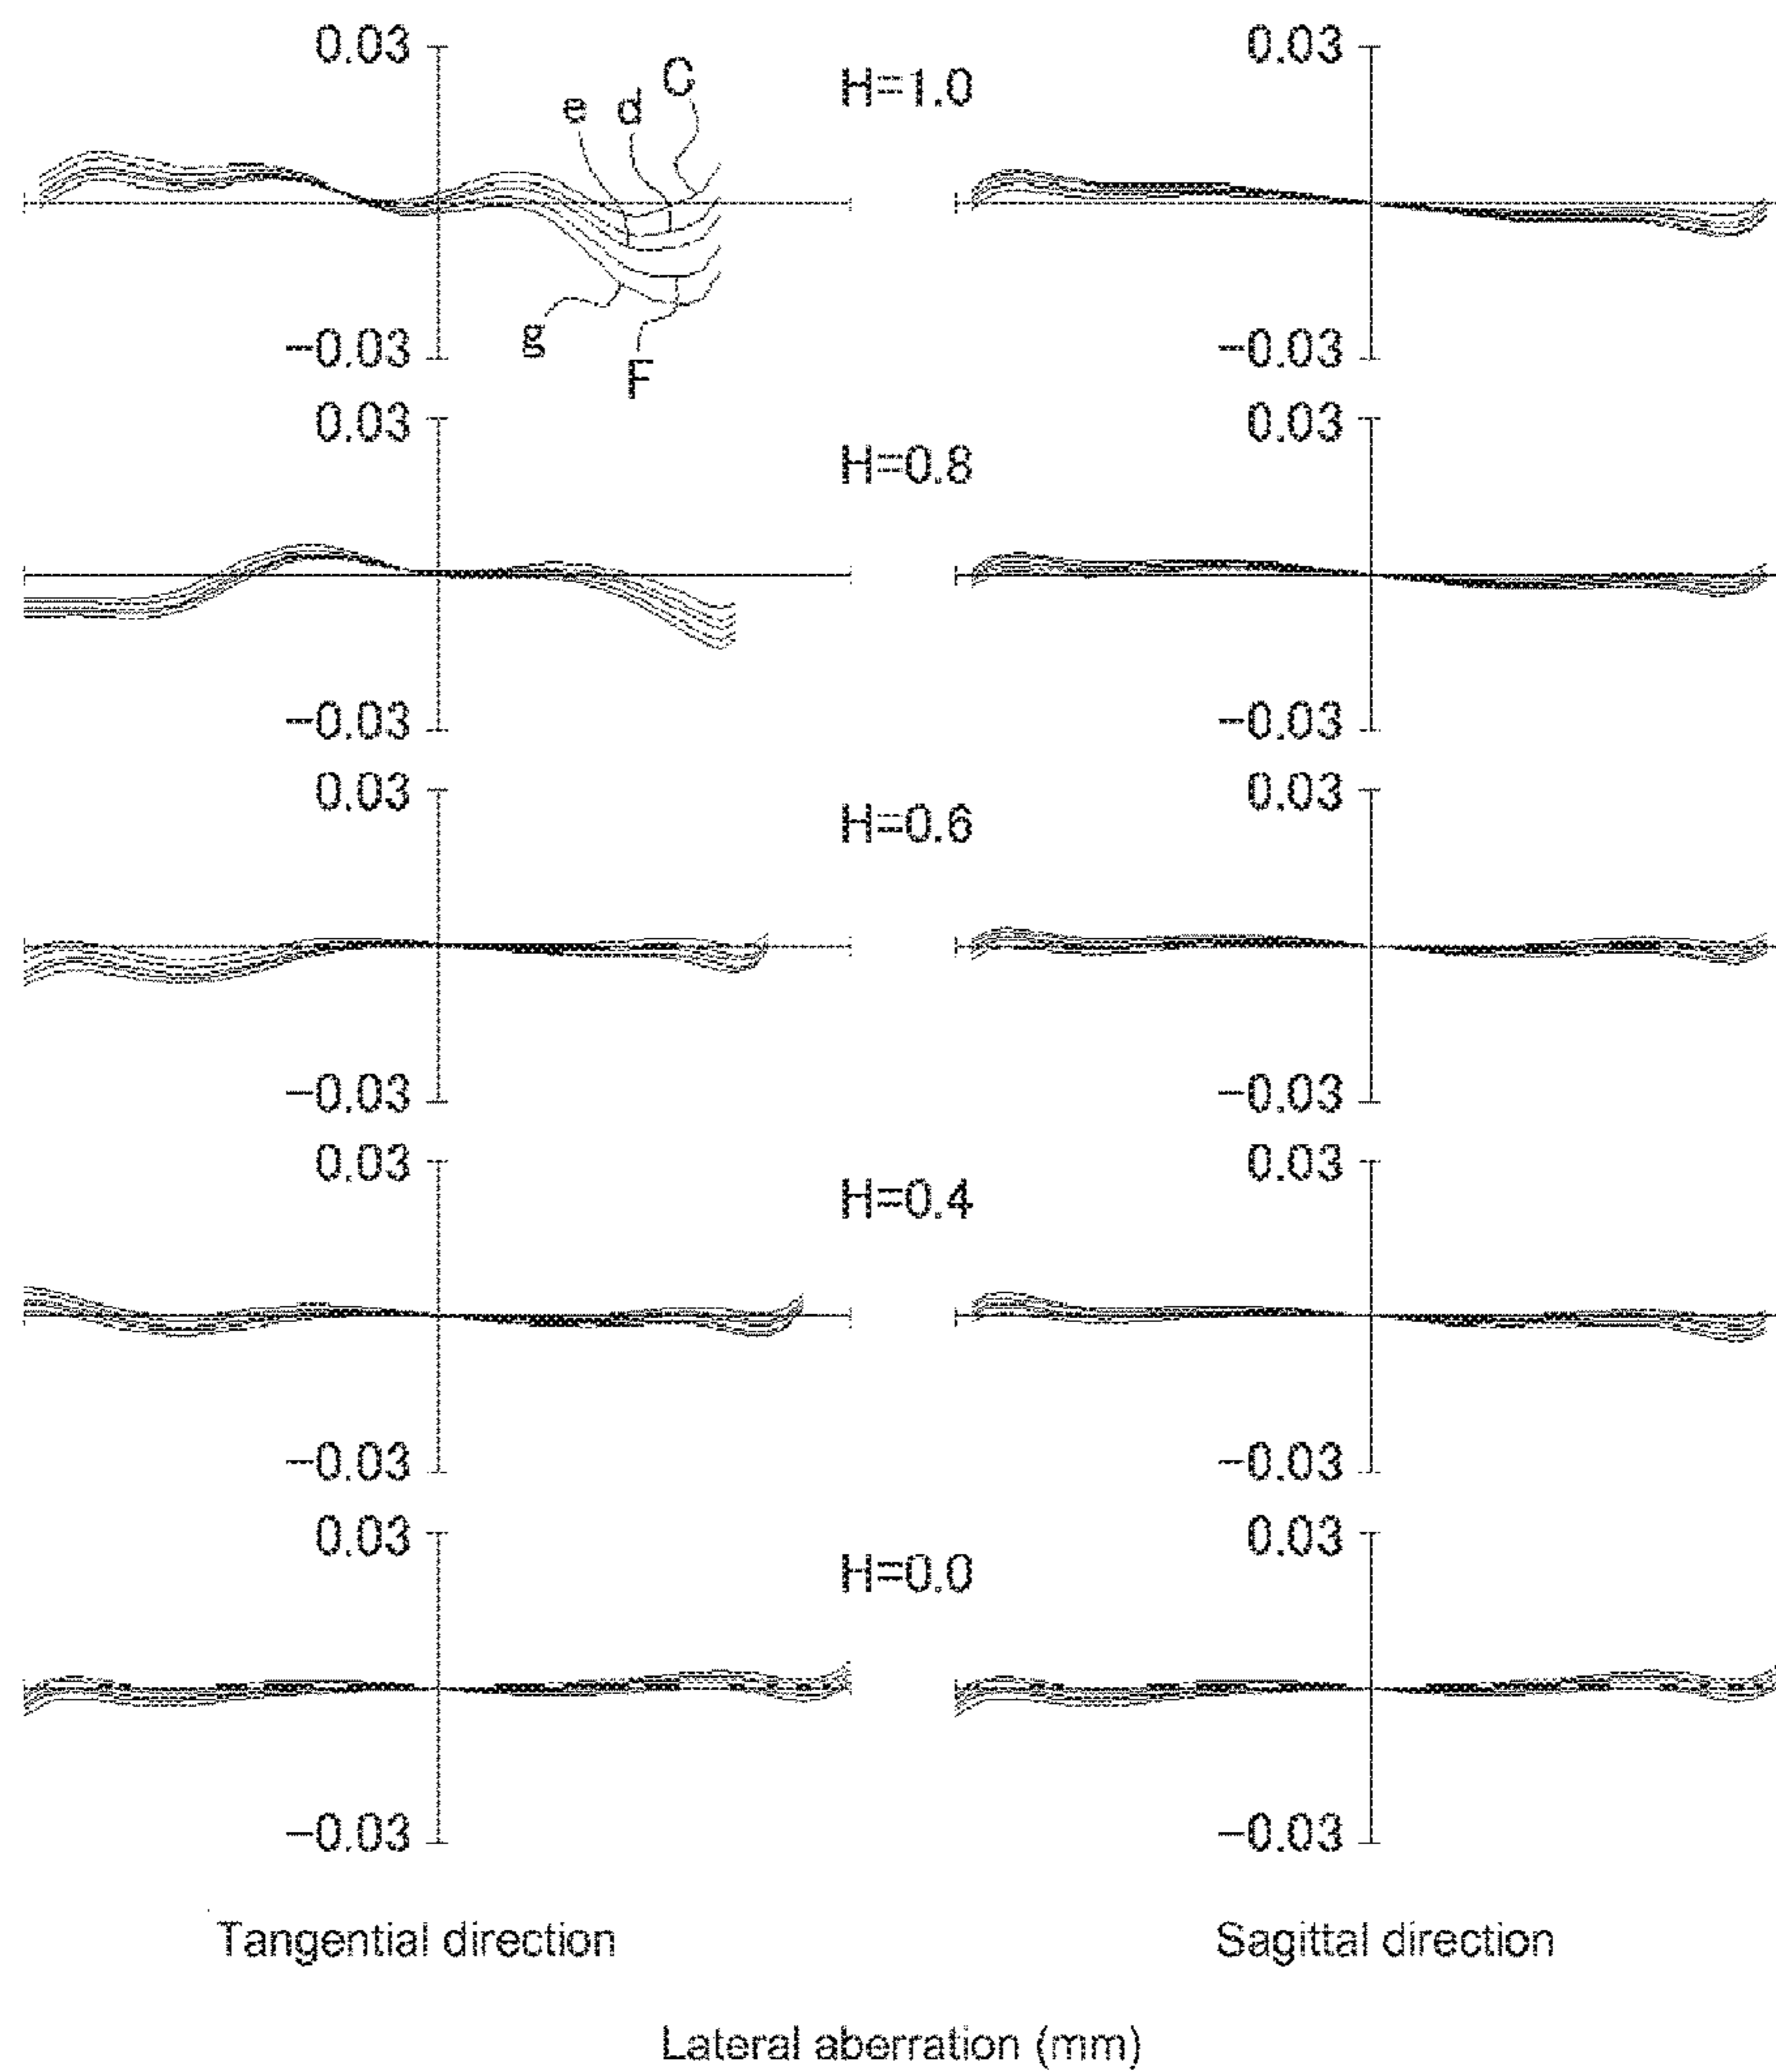 0.03 H=1.0 0.03
e d C
g F
−0.03 −0.03
0.03 H=0.8 0.03
−0.03 −0.03
0.03 H=0.6 0.03
−0.03 −0.03
0.03 H=0.4 0.03
−0.03 −0.03
0.03 H=0.0 0.03
−0.03 −0.03
Tangential direction Sagittal direction
Lateral aberration (mm)